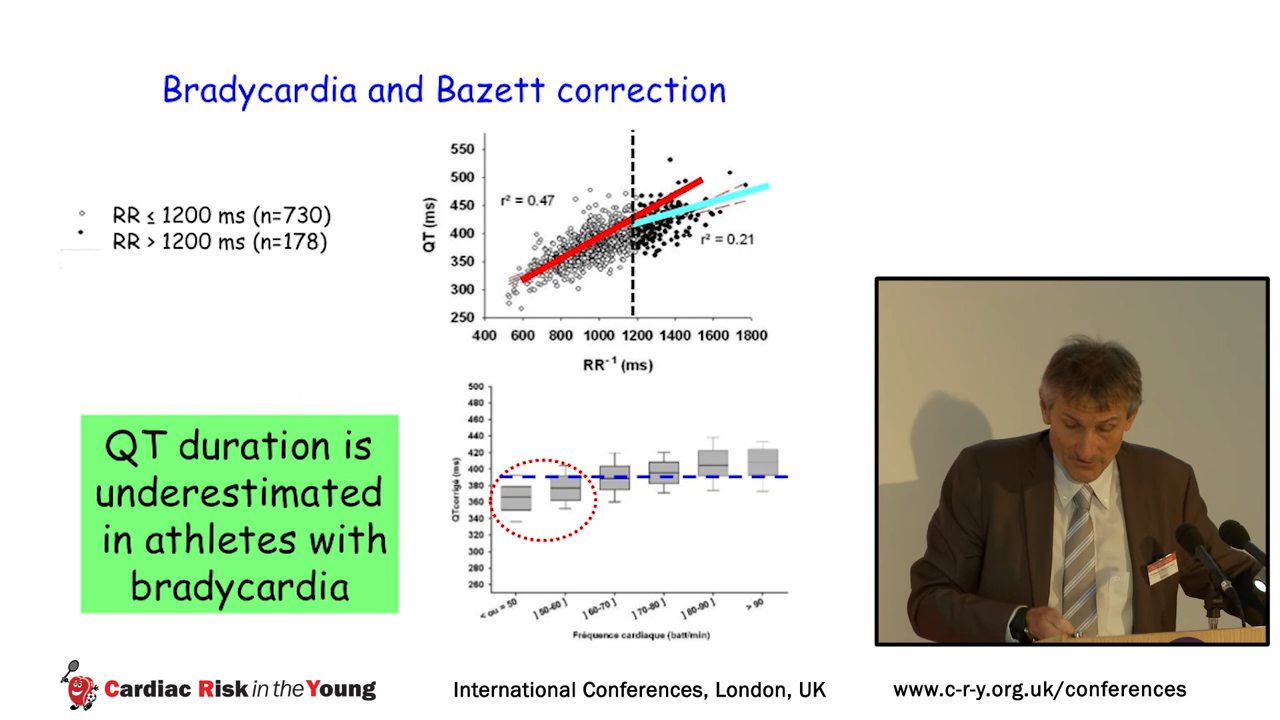 Bradycardia and Bazett correction
RR ≤ 1200 ms (n=730)
RR > 1200 ms (n=178)
QT (ms)
550
500
450
400
350
300
250
r² = 0.47
r² = 0.21
400 600 800 1000 1200 1400 1600 1800
RR⁻¹ (ms)
QT duration is
underestimated
in athletes with
bradycardia
QTcorrigé (ms)
500
480
460
440
420
400
380
360
340
320
300
280
260
< ou = 50 ] 50-60 ] ] 60-70 ] ] 70-80 ] ] 80-90 ] > 90
Fréquence cardiaque (batt/min)
Cardiac Risk in the Young
International Conferences, London, UK
www.c-r-y.org.uk/conferences